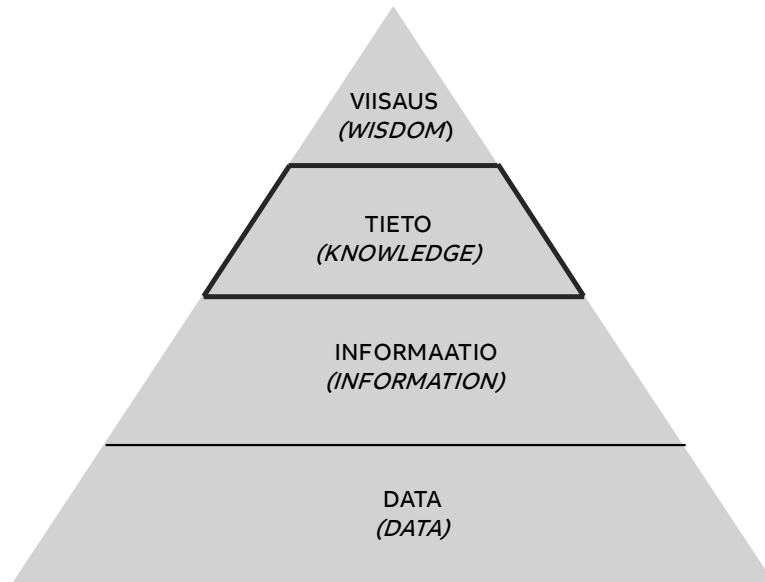 VIISAUS
(WISDOM)
TIETO
(KNOWLEDGE)
INFORMAATIO
(INFORMATION)
DATA
(DATA)